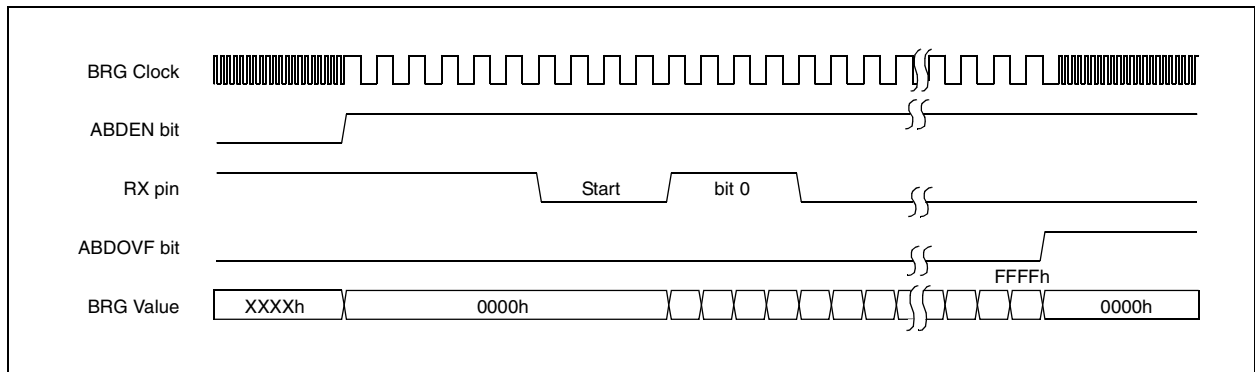 BRG Clock
ABDEN bit
RX pin
Start
bit 0
ABDOVF bit
FFFFh
BRG Value
XXXXh
0000h
0000h